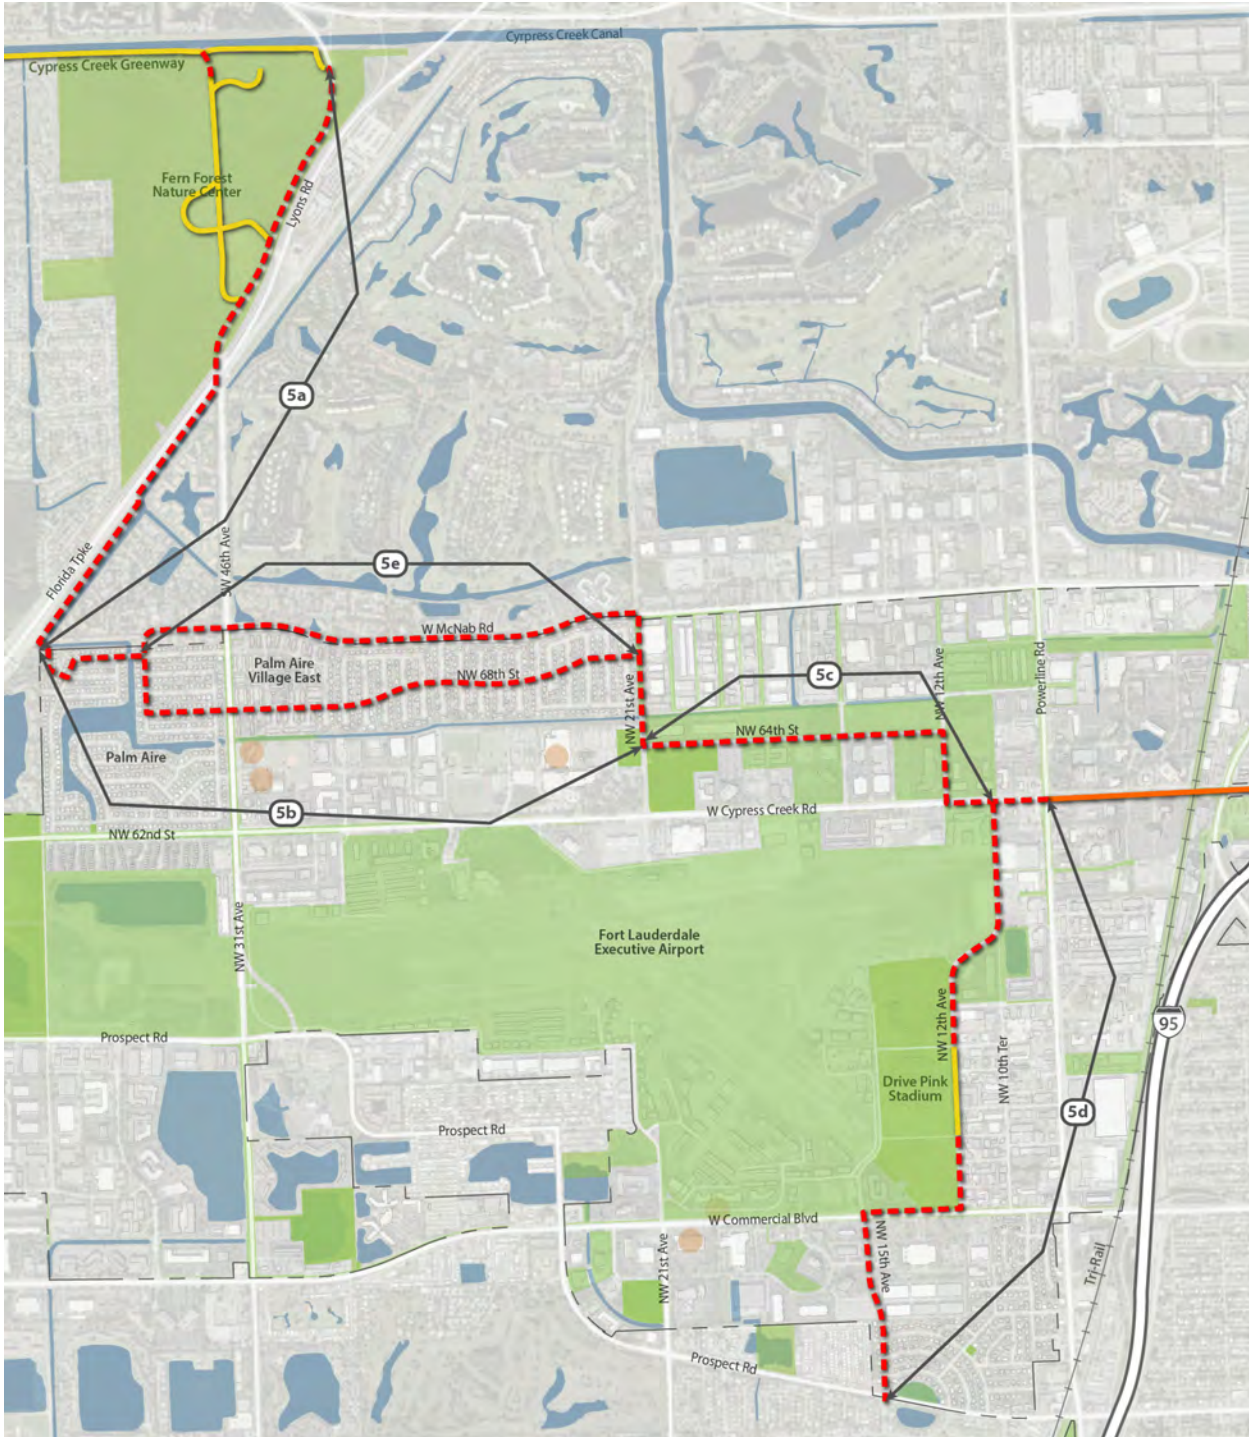 Cyrpress Creek Canal
Cypress Creek Greenway
Fern Forest
Nature Center
Lyons Rd
5a
Florida Tpke
SW 46th Ave
5e
W McNab Rd
Palm Aire
Village East
NW 68th St
NW 21st Ave
5c
NW 12th Ave
Powerline Rd
NW 64th St
Palm Aire
5b
W Cypress Creek Rd
NW 62nd St
NW 31st Ave
Fort Lauderdale
Executive Airport
Prospect Rd
NW 12th Ave
NW 10th Ter
95
Drive Pink
Stadium
5d
Prospect Rd
W Commercial Blvd
NW 21st Ave
NW 15th Ave
Tri-Rail
Prospect Rd